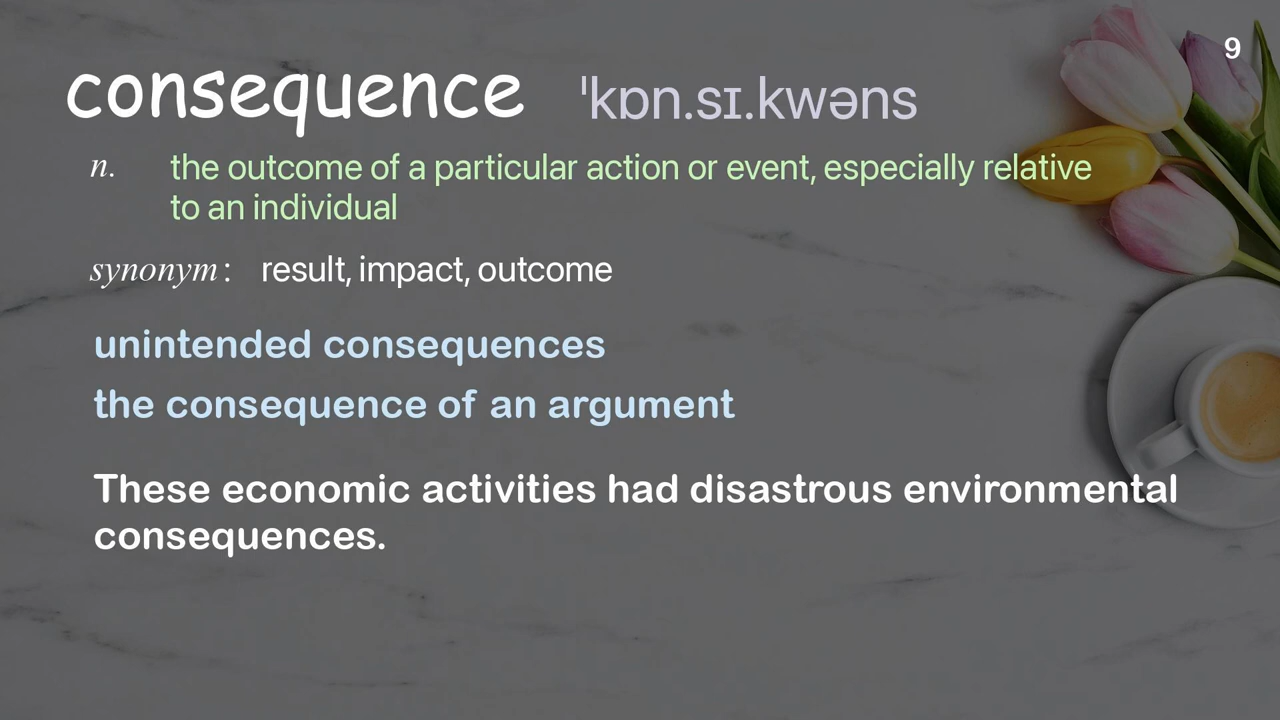 9
consequence ˈkɒn.sɪ.kwəns
n. the outcome of a particular action or event, especially relative
to an individual
synonym: result, impact, outcome
unintended consequences
the consequence of an argument
These economic activities had disastrous environmental
consequences.